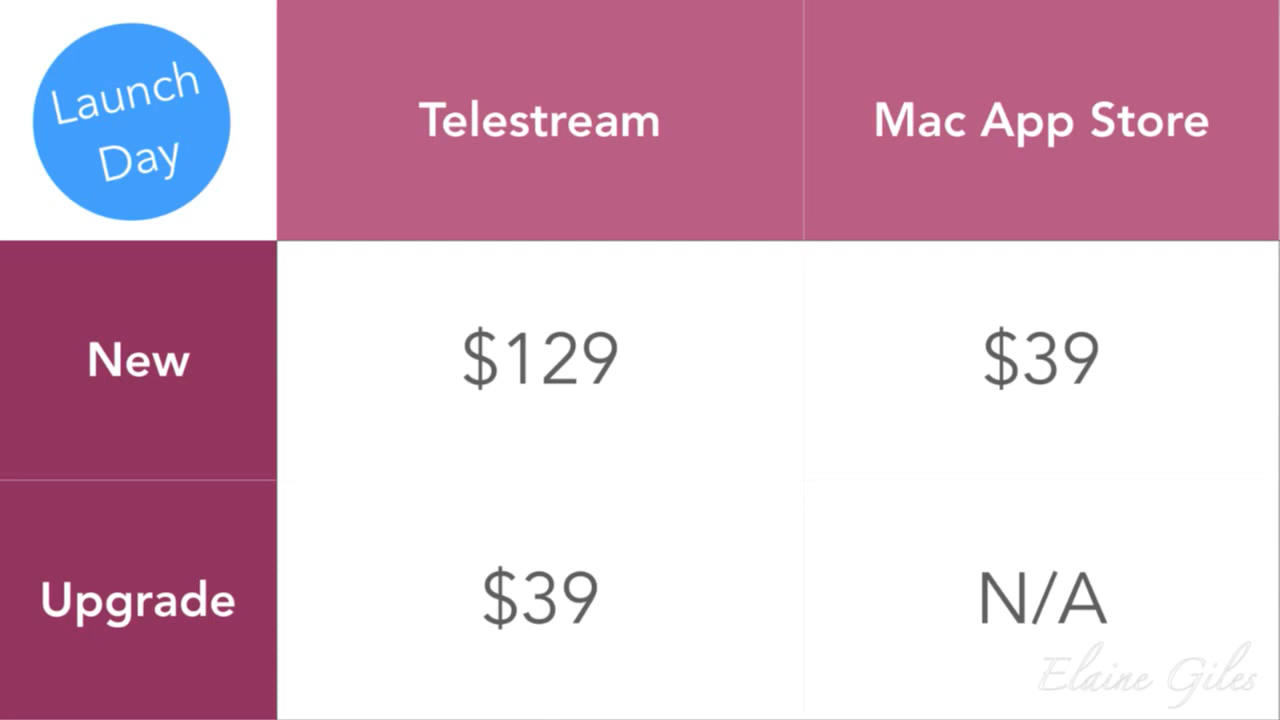 Launch
Day
Telestream
Mac App Store
New
$129
$39
Upgrade
$39
N/A
Elaine Giles